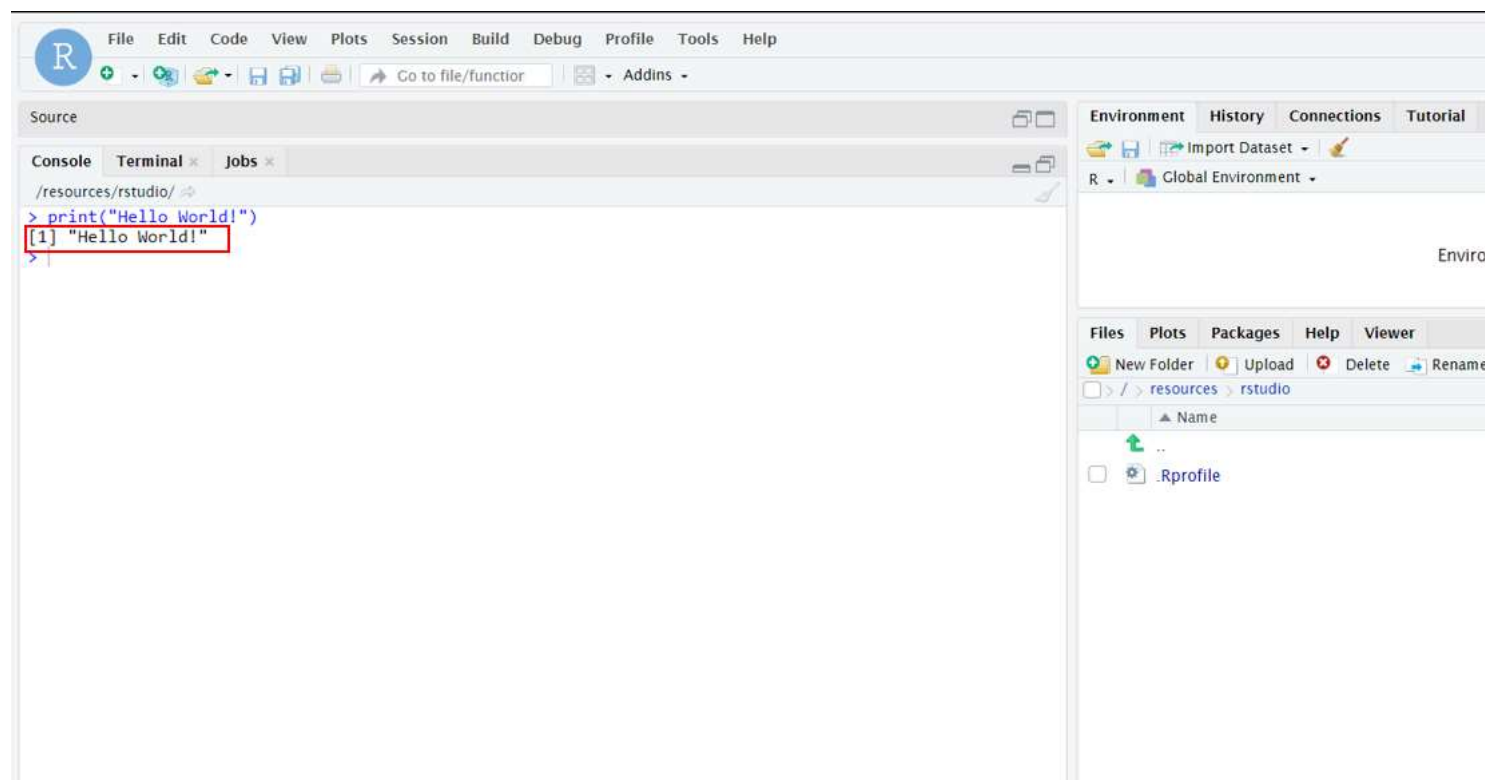 R
File Edit Code View Plots Session Build Debug Profile Tools Help
Go to file/function
Addins
Source
Console Terminal Jobs
/resources/rstudio/
> print("Hello World!")
[1] "Hello World!"
>
Environment History Connections Tutorial
Import Dataset
R Global Environment
Enviro
Files Plots Packages Help Viewer
New Folder Upload Delete Rename
/ resources rstudio
Name
..
.Rprofile